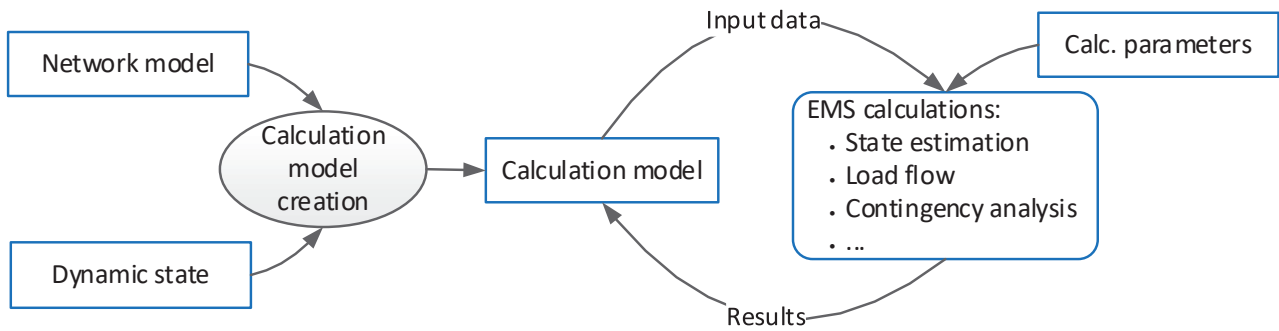 Network model
Dynamic state
Calculation
model
creation
Calculation model
Input data
Calc. parameters
EMS calculations:
• State estimation
• Load flow
• Contingency analysis
• ...
Results